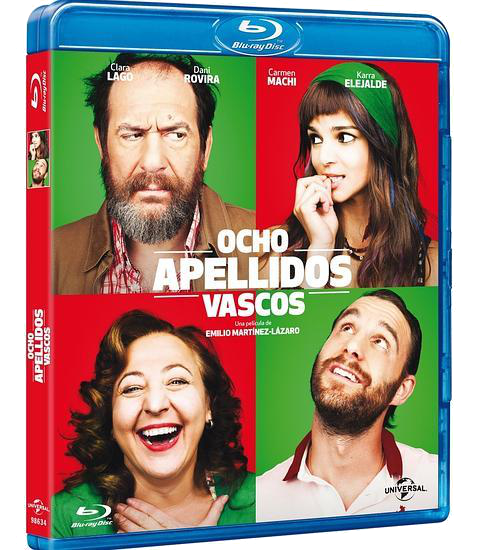 Blu-ray Disc
Clara
LAGO
Dani
ROVIRA
Carmen
MACHI
Karra
ELEJALDE
OCHO
APELLIDOS
VASCOS
Una película de
EMILIO MARTÍNEZ-LÁZARO
UNIVERSAL
Blu-ray Disc
Blu-ray Disc
OCHO
APELLIDOS
VASCOS
UNIVERSAL
98634